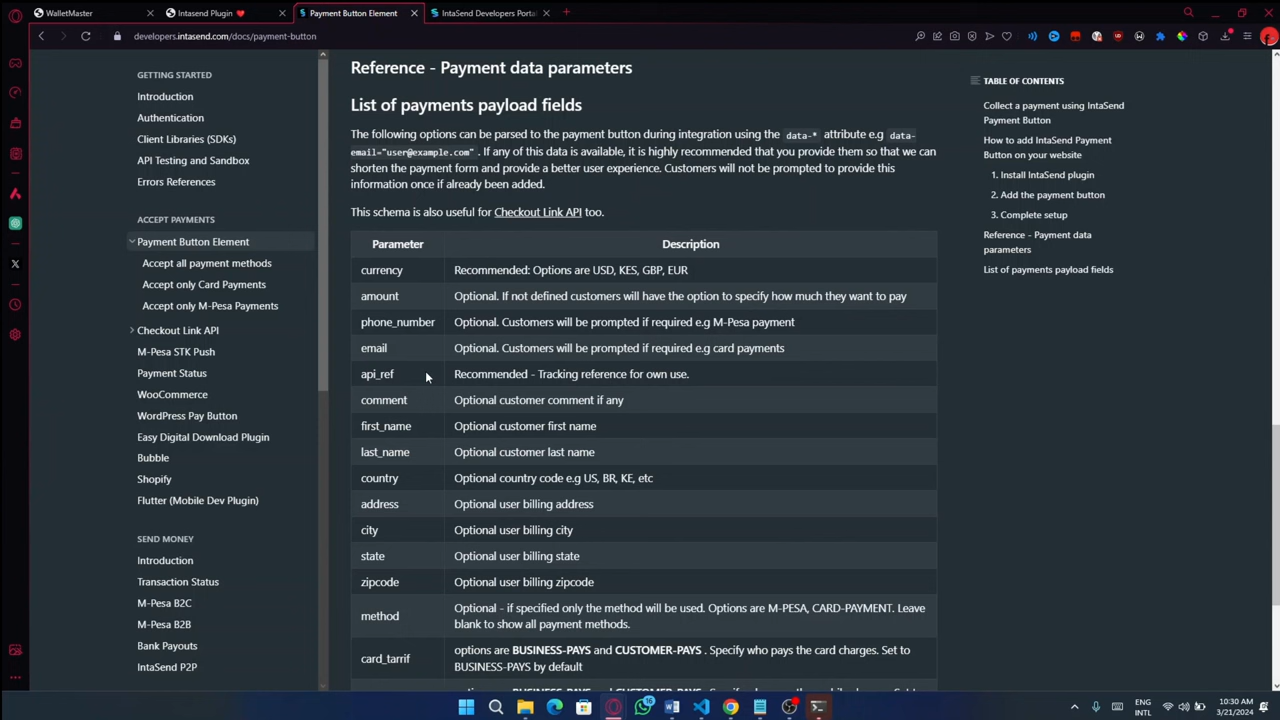 WalletMaster
Intasend Plugin
Payment Button Element
IntaSend Developers Porta
developers.intasend.com/docs/payment-button
GETTING STARTED
Introduction
Authentication
Client Libraries (SDKs)
API Testing and Sandbox
Errors References
ACCEPT PAYMENTS
Payment Button Element
Accept all payment methods
Accept only Card Payments
Accept only M-Pesa Payments
Checkout Link API
M-Pesa STK Push
Payment Status
WooCommerce
WordPress Pay Button
Easy Digital Download Plugin
Bubble
Shopify
Flutter (Mobile Dev Plugin)
SEND MONEY
Introduction
Transaction Status
M-Pesa B2C
M-Pesa B2B
Bank Payouts
IntaSend P2P
Reference - Payment data parameters
List of payments payload fields
The following options can be parsed to the payment button during integration using the data-* attribute e.g data-
email="user@example.com" . If any of this data is available, it is highly recommended that you provide them so that we can
shorten the payment form and provide a better user experience. Customers will not be prompted to provide this
information once if already been added.
This schema is also useful for Checkout Link API too.
Parameter Description
currency Recommended: Options are USD, KES, GBP, EUR
amount Optional. If not defined customers will have the option to specify how much they want to pay
phone_number Optional. Customers will be prompted if required e.g M-Pesa payment
email Optional. Customers will be prompted if required e.g card payments
api_ref Recommended - Tracking reference for own use.
comment Optional customer comment if any
first_name Optional customer first name
last_name Optional customer last name
country Optional country code e.g US, BR, KE, etc
address Optional user billing address
city Optional user billing city
state Optional user billing state
zipcode Optional user billing zipcode
method Optional - if specified only the method will be used. Options are M-PESA, CARD-PAYMENT. Leave
blank to show all payment methods.
card_tarrif options are BUSINESS-PAYS and CUSTOMER-PAYS . Specify who pays the card charges. Set to
BUSINESS-PAYS by default
TABLE OF CONTENTS
Collect a payment using IntaSend
Payment Button
How to add IntaSend Payment
Button on your website
1. Install IntaSend plugin
2. Add the payment button
3. Complete setup
Reference - Payment data
parameters
List of payments payload fields
16
ENG
INTL
10:30 AM
3/21/2024